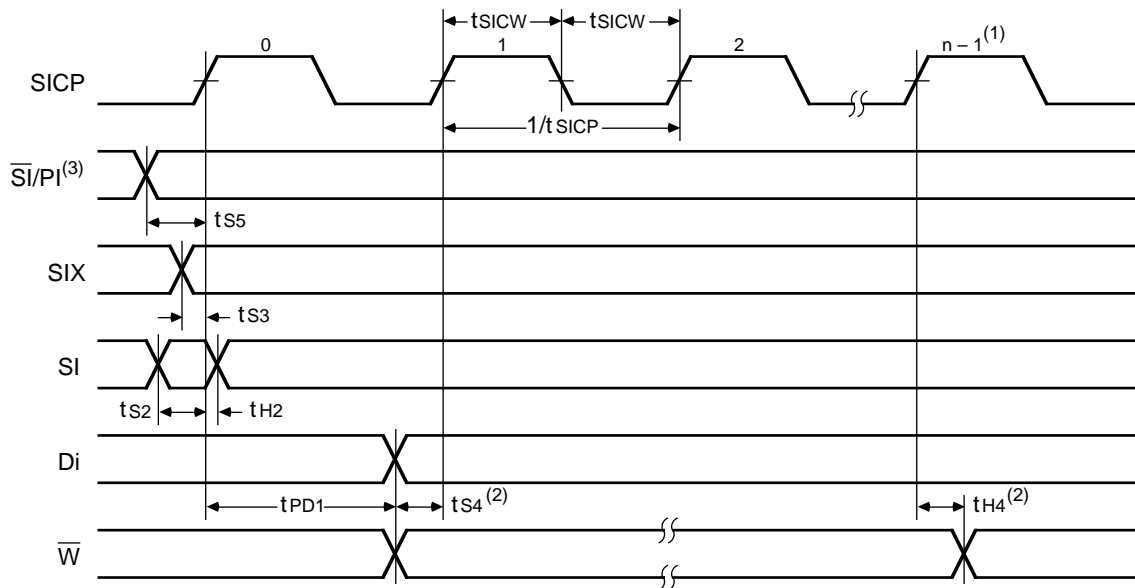 tSICW tSICW
0 1 2 n – 1(1)
SICP
1/tSICP
S̅I̅/PI(3)
tS5
SIX
tS3
SI
tS2 tH2
Di
tPD1 tS4(2) tH4(2)
W̅